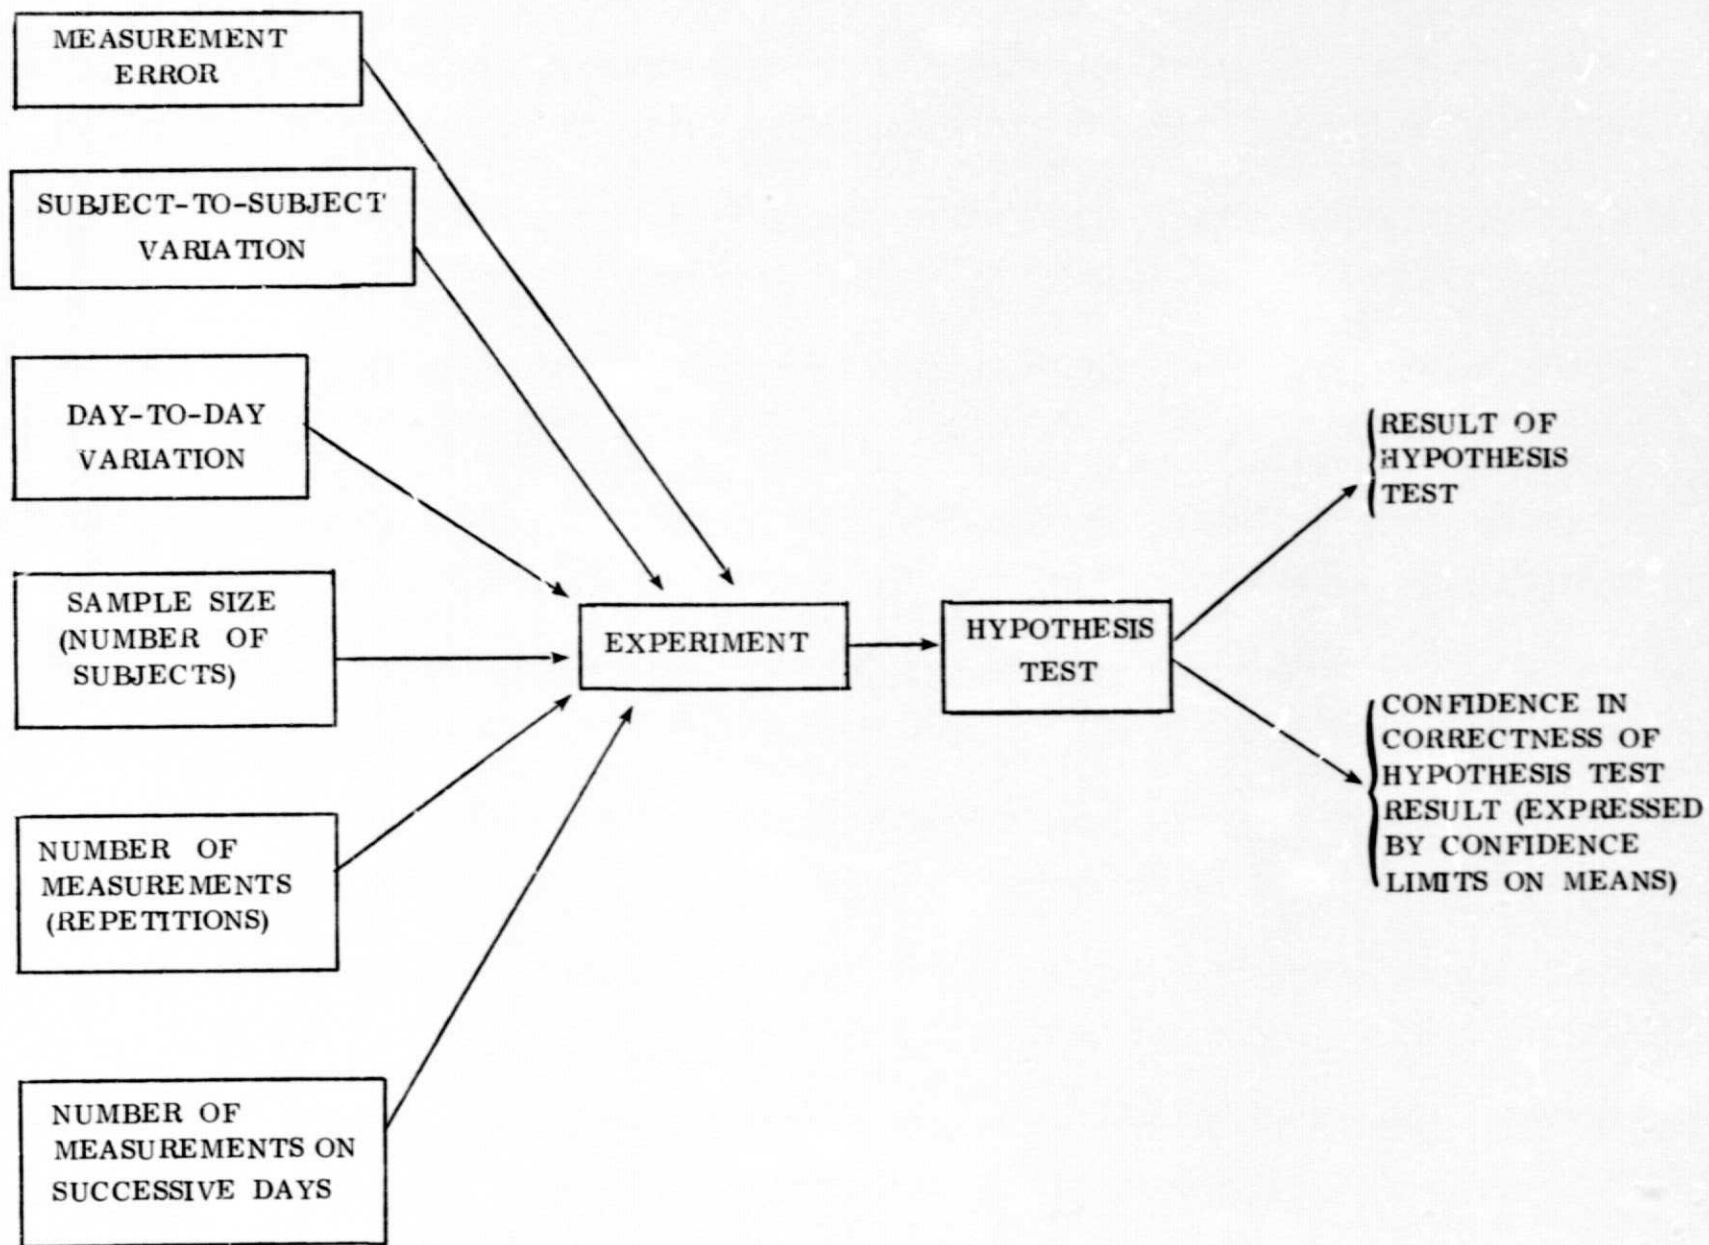 MEASUREMENT
ERROR
SUBJECT-TO-SUBJECT
VARIATION
DAY-TO-DAY
VARIATION
SAMPLE SIZE
(NUMBER OF
SUBJECTS)
NUMBER OF
MEASUREMENTS
(REPETITIONS)
NUMBER OF
MEASUREMENTS ON
SUCCESSIVE DAYS
EXPERIMENT
HYPOTHESIS
TEST
RESULT OF
HYPOTHESIS
TEST
CONFIDENCE IN
CORRECTNESS OF
HYPOTHESIS TEST
RESULT (EXPRESSED
BY CONFIDENCE
LIMITS ON MEANS)